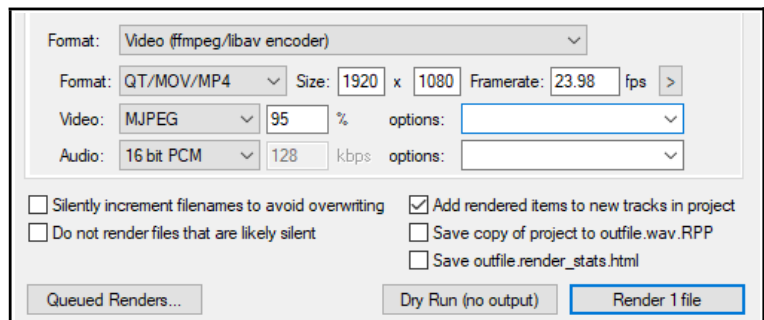 Format: Video (ffmpeg/libav encoder)
Format: QT/MOV/MP4 Size: 1920 x 1080 Framerate: 23.98 fps >
Video: MJPEG 95 % options:
Audio: 16 bit PCM 128 kbps options:
Silently increment filenames to avoid overwriting Add rendered items to new tracks in project
Do not render files that are likely silent Save copy of project to outfile.wav.RPP
Save outfile.render_stats.html
Queued Renders... Dry Run (no output) Render 1 file